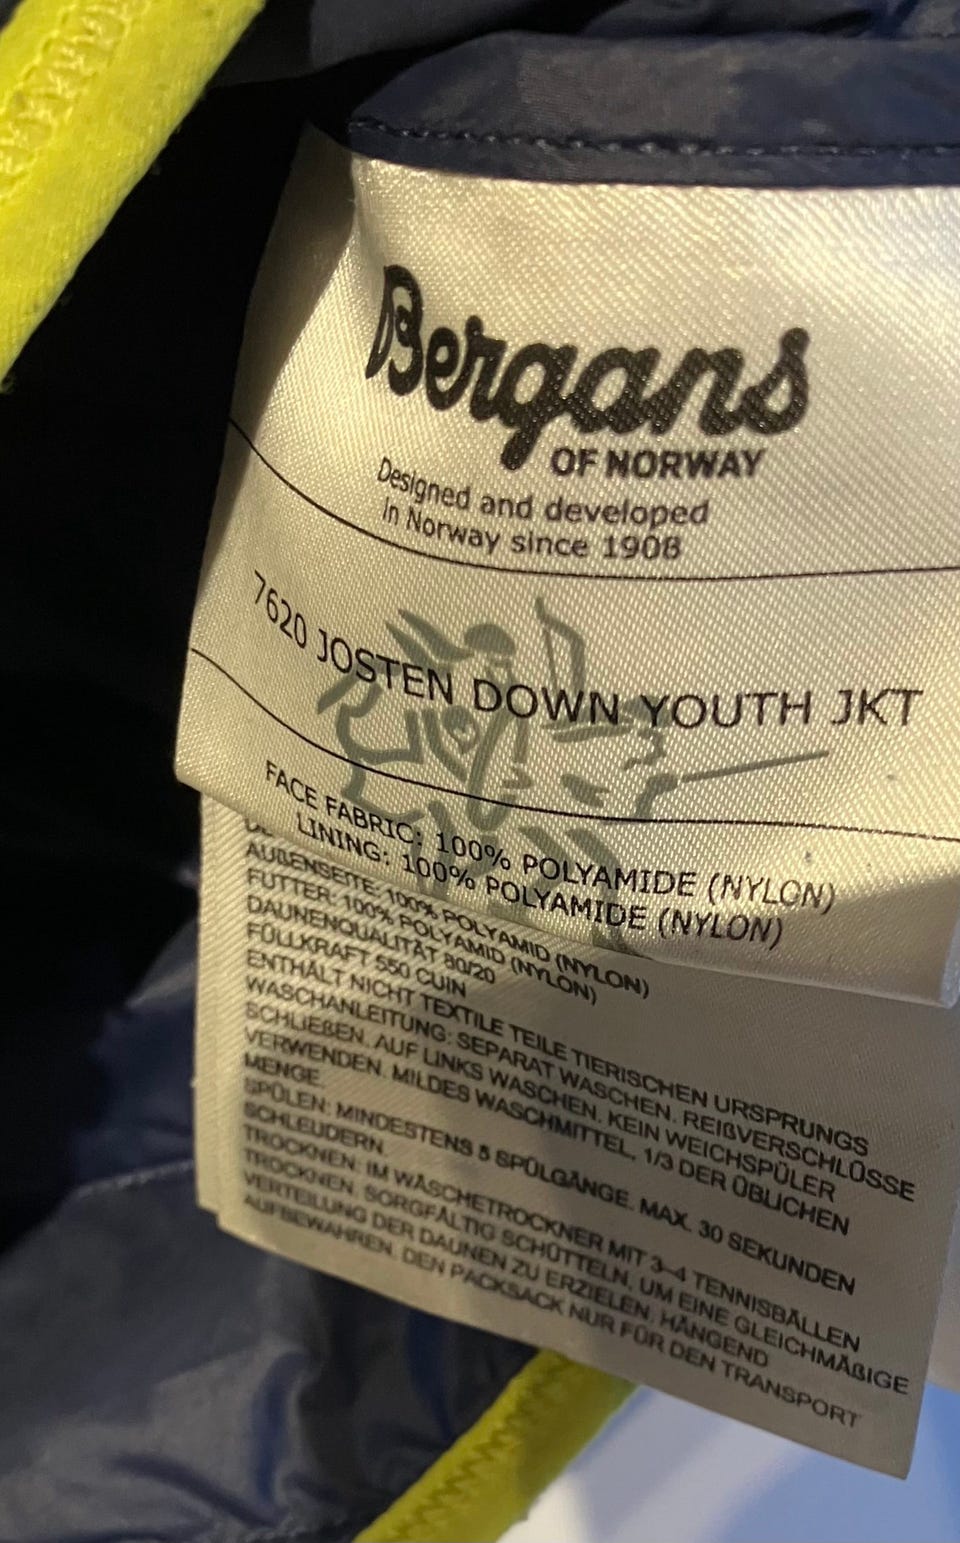 Bergans
OF NORWAY
Designed and developed
in Norway since 1908
7620 JOSTEN DOWN YOUTH JKT
FACE FABRIC: 100% POLYAMIDE (NYLON)
LINING: 100% POLYAMIDE (NYLON)
AUßENSEITE: 100% POLYAMID (NYLON)
FUTTER: 100% POLYAMID (NYLON)
DAUNENQUALITÄT 80/20
FÜLLKRAFT 550 CUIN
ENTHÄLT NICHT TEXTILE TEILE TIERISCHEN URSPRUNGS
WASCHANLEITUNG: SEPARAT WASCHEN. REIßVERSCHLÜSSE
SCHLIEßEN. AUF LINKS WASCHEN. KEIN WEICHSPÜLER
VERWENDEN. MILDES WASCHMITTEL, 1/3 DER ÜBLICHEN
MENGE.
SPÜLEN: MINDESTENS 5 SPÜLGÄNGE. MAX. 30 SEKUNDEN
SCHLEUDERN
TROCKNEN: IM WÄSCHETROCKNER MIT 3-4 TENNISBÄLLEN
TROCKNEN. SORGFÄLTIG SCHÜTTELN, UM EINE GLEICHMÄßIGE
VERTEILUNG DER DAUNEN ZU ERZIELEN. HÄNGEND
AUFBEWAHREN. DEN PACKSACK NUR FÜR DEN TRANSPORT